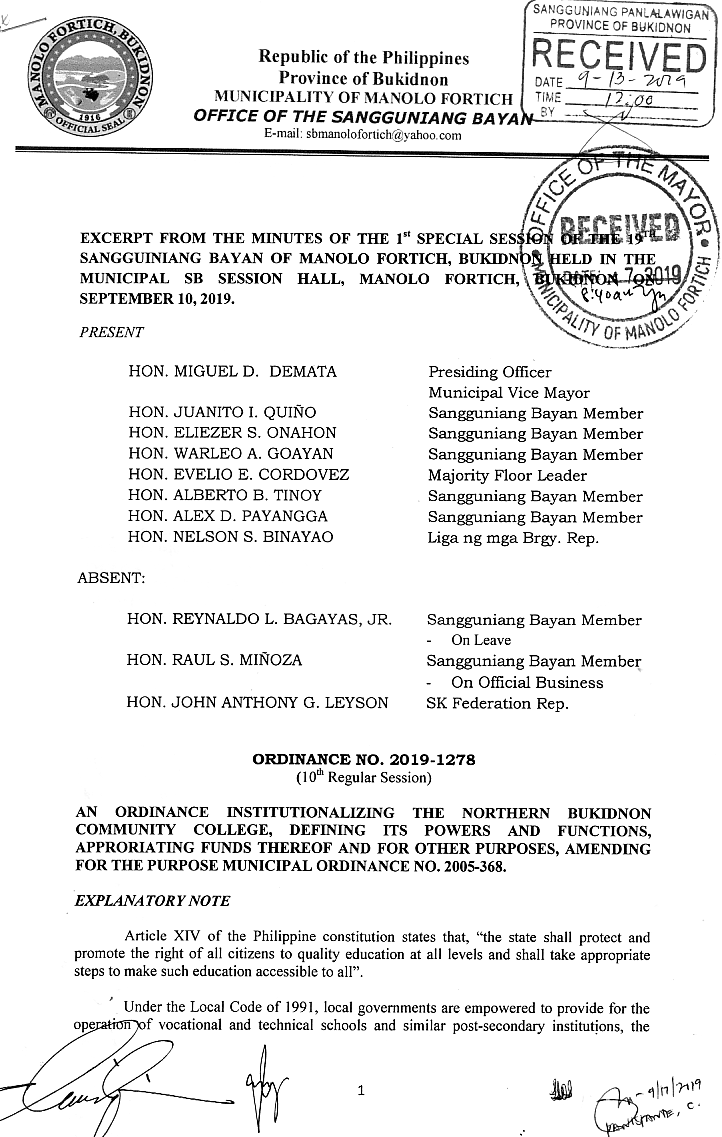 SANGGUNIANG PANLALAWIGAN
PROVINCE OF BUKIDNON
RECEIVED
DATE 9-13-2019
TIME 12:00
BY
MANOLO FORTICH, BUKIDNON
1916
OFFICIAL SEAL
Republic of the Philippines
Province of Bukidnon
MUNICIPALITY OF MANOLO FORTICH
OFFICE OF THE SANGGUNIANG BAYAN
E-mail: sbmanolofortich@yahoo.com
OFFICE OF THE MAYOR
RECEIVED
7 2019
MUNICIPALITY OF MANOLO FORTICH
EXCERPT FROM THE MINUTES OF THE 1st SPECIAL SESSION OF THE 19TH
SANGGUINIANG BAYAN OF MANOLO FORTICH, BUKIDNON HELD IN THE
MUNICIPAL SB SESSION HALL, MANOLO FORTICH, BUKIDNON ON
SEPTEMBER 10, 2019.
PRESENT
HON. MIGUEL D. DEMATA Presiding Officer
Municipal Vice Mayor
HON. JUANITO I. QUIÑO Sangguniang Bayan Member
HON. ELIEZER S. ONAHON Sangguniang Bayan Member
HON. WARLEO A. GOAYAN Sangguniang Bayan Member
HON. EVELIO E. CORDOVEZ Majority Floor Leader
HON. ALBERTO B. TINOY Sangguniang Bayan Member
HON. ALEX D. PAYANGGA Sangguniang Bayan Member
HON. NELSON S. BINAYAO Liga ng mga Brgy. Rep.
ABSENT:
HON. REYNALDO L. BAGAYAS, JR. Sangguniang Bayan Member
- On Leave
HON. RAUL S. MIÑOZA Sangguniang Bayan Member
- On Official Business
HON. JOHN ANTHONY G. LEYSON SK Federation Rep.
ORDINANCE NO. 2019-1278
(10th Regular Session)
AN ORDINANCE INSTITUTIONALIZING THE NORTHERN BUKIDNON
COMMUNITY COLLEGE, DEFINING ITS POWERS AND FUNCTIONS,
APPRORIATING FUNDS THEREOF AND FOR OTHER PURPOSES, AMENDING
FOR THE PURPOSE MUNICIPAL ORDINANCE NO. 2005-368.
EXPLANATORY NOTE
Article XIV of the Philippine constitution states that, “the state shall protect and
promote the right of all citizens to quality education at all levels and shall take appropriate
steps to make such education accessible to all”.
Under the Local Code of 1991, local governments are empowered to provide for the
operation of vocational and technical schools and similar post-secondary institutions, the
1
- 9/17/2019